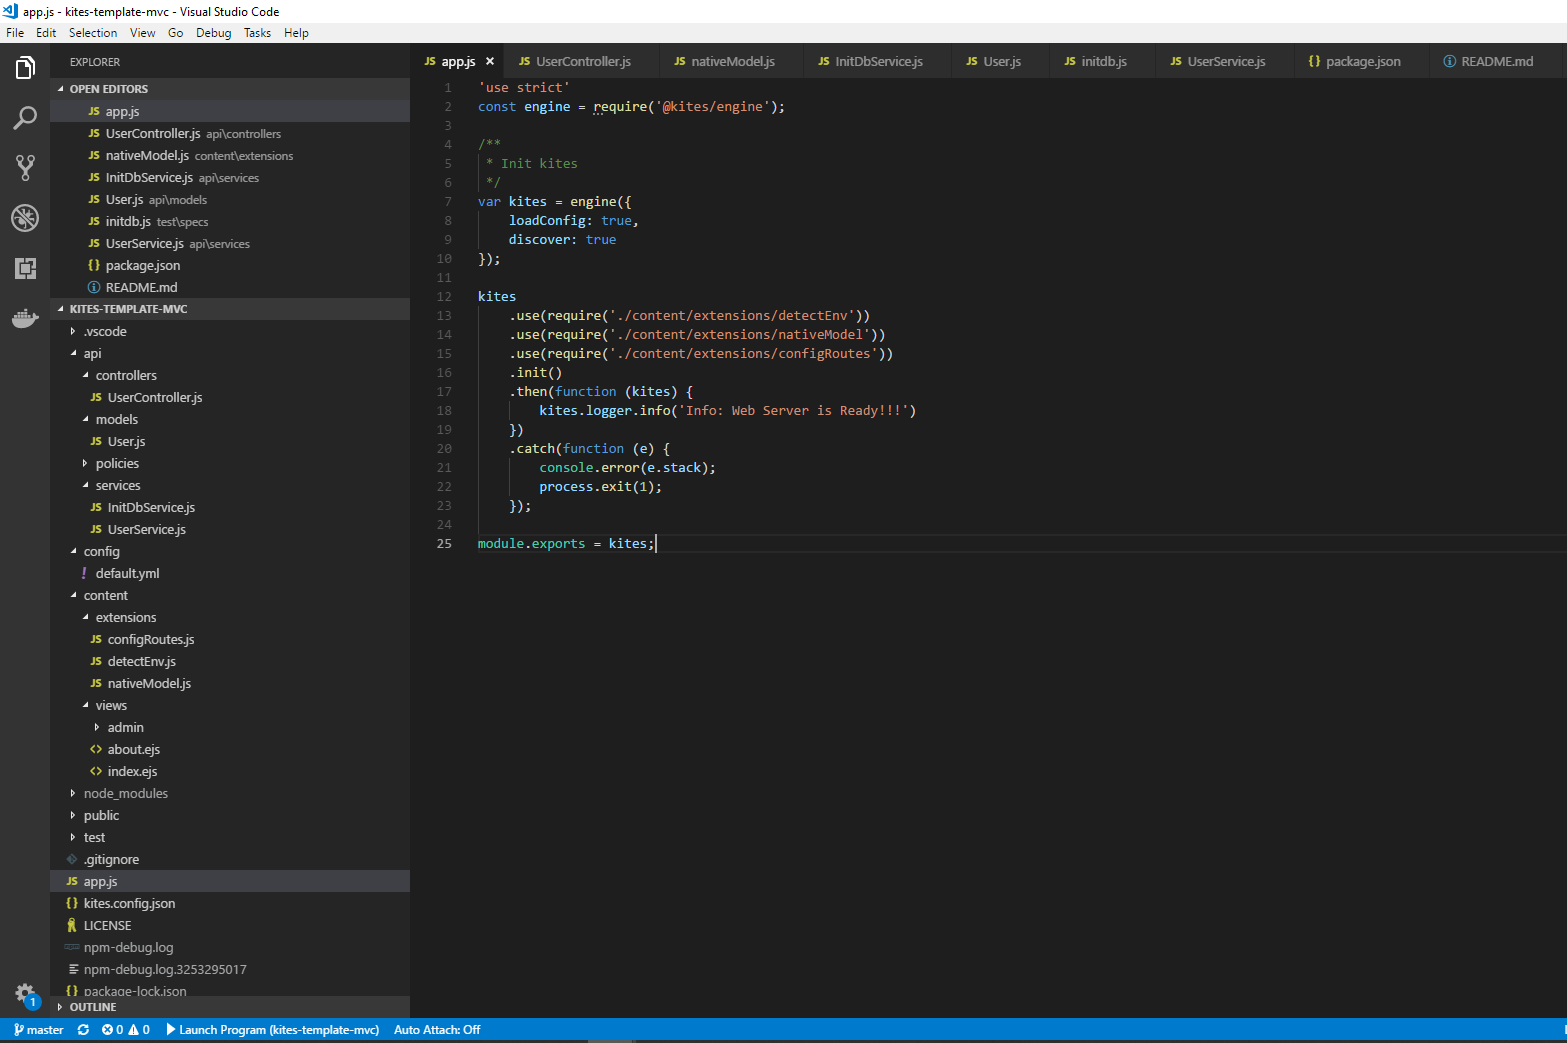 app.js - kites-template-mvc - Visual Studio Code
File Edit Selection View Go Debug Tasks Help
EXPLORER
OPEN EDITORS
JS app.js
JS UserController.js api\controllers
JS nativeModel.js content\extensions
JS InitDbService.js api\services
JS User.js api\models
JS initdb.js test\specs
JS UserService.js api\services
{} package.json
README.md
KITES-TEMPLATE-MVC
.vscode
api
controllers
JS UserController.js
models
JS User.js
policies
services
JS InitDbService.js
JS UserService.js
config
! default.yml
content
extensions
JS configRoutes.js
JS detectEnv.js
JS nativeModel.js
views
admin
<> about.ejs
<> index.ejs
node_modules
public
test
.gitignore
JS app.js
{} kites.config.json
LICENSE
npm-debug.log
npm-debug.log.3253295017
{} package-lock.json
OUTLINE
1
JS app.js × JS UserController.js JS nativeModel.js JS InitDbService.js JS User.js JS initdb.js JS UserService.js {} package.json README.md
1 'use strict'
2 const engine = require('@kites/engine');
3
4 /**
5 * Init kites
6 */
7 var kites = engine({
8 loadConfig: true,
9 discover: true
10 });
11
12 kites
13 .use(require('./content/extensions/detectEnv'))
14 .use(require('./content/extensions/nativeModel'))
15 .use(require('./content/extensions/configRoutes'))
16 .init()
17 .then(function (kites) {
18 kites.logger.info('Info: Web Server is Ready!!!')
19 })
20 .catch(function (e) {
21 console.error(e.stack);
22 process.exit(1);
23 });
24
25 module.exports = kites;
master 0 0 Launch Program (kites-template-mvc) Auto Attach: Off